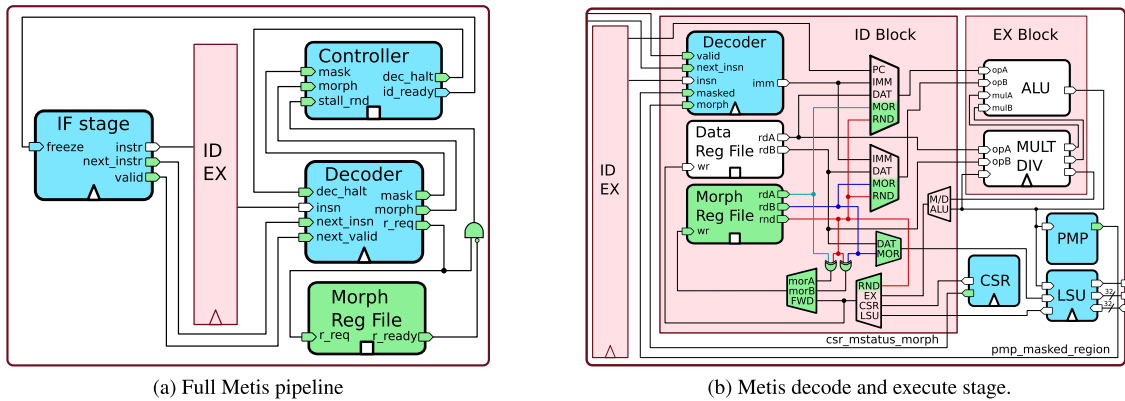 Controller
mask
morph
stall_rnd
dec_halt
id_ready
IF stage
freeze
instr
next_instr
valid
ID
EX
Decoder
dec_halt
insn
next_insn
next_valid
mask
morph
r_req
Morph
Reg File
r_req
r_ready
(a) Full Metis pipeline
ID
EX
ID Block
Decoder
valid
next_insn
insn
masked
morph
imm
Data
Reg File
rdA
rdB
wr
Morph
Reg File
rdA
rdB
rnd
wr
PC
IMM
DAT
MOR
RND
IMM
DAT
MOR
RND
DAT
MOR
morA
morB
FWD
RND
EX
CSR
LSU
M/D
ALU
EX Block
opA
opB
mulA
mulB
ALU
opA
opB
MULT
DIV
PMP
CSR
LSU
32
32
csr_mstatus_morph
pmp_masked_region
(b) Metis decode and execute stage.